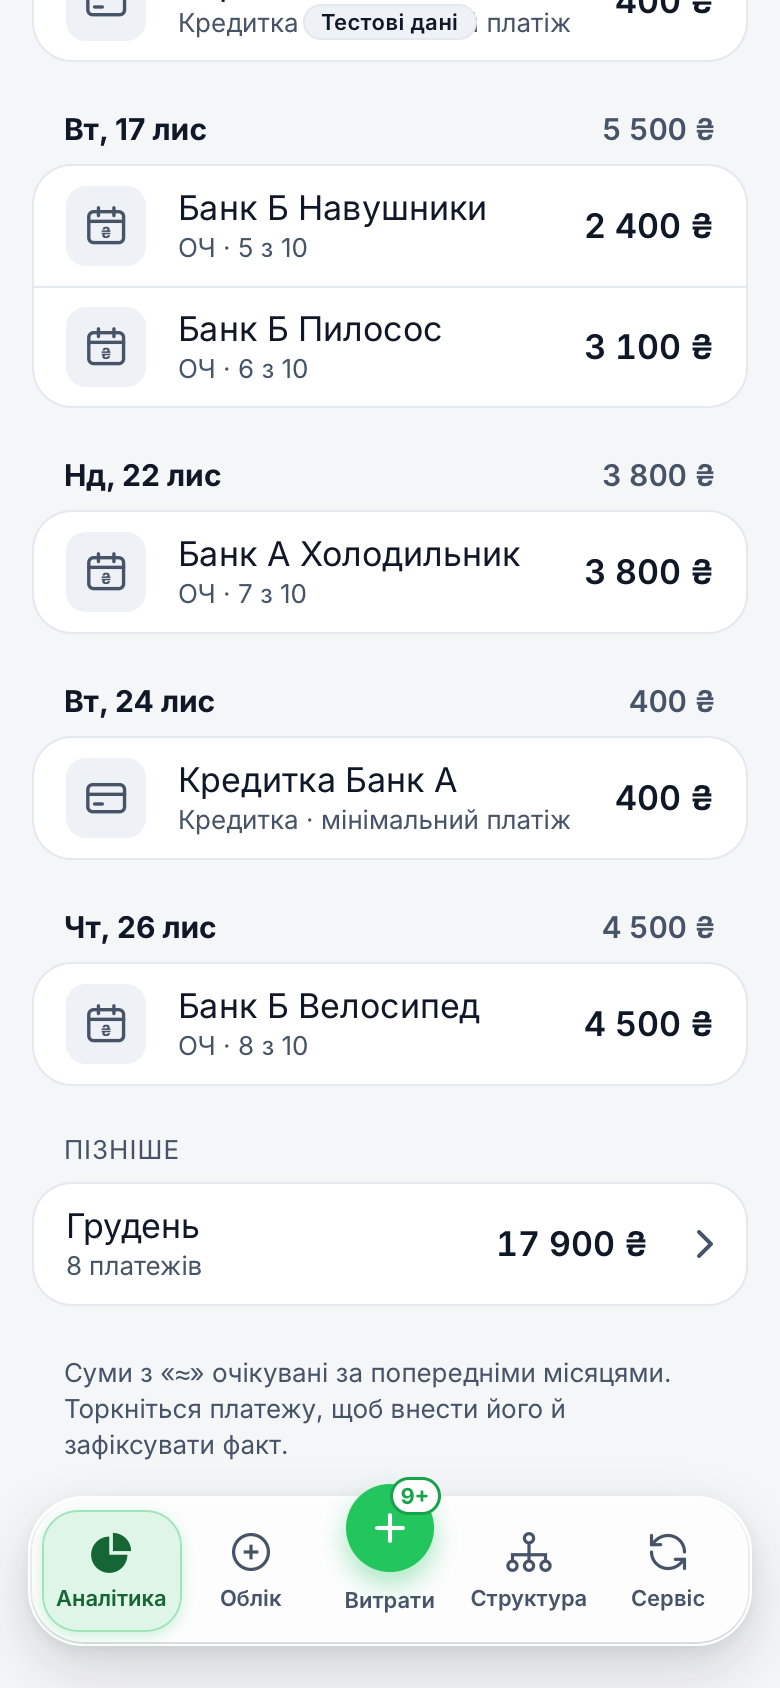 400 ₴
Кредитка
Тестові дані
платіж
Вт, 17 лис
5 500 ₴
Банк Б Навушники
ОЧ · 5 з 10
2 400 ₴
Банк Б Пилосос
ОЧ · 6 з 10
3 100 ₴
Нд, 22 лис
3 800 ₴
Банк А Холодильник
ОЧ · 7 з 10
3 800 ₴
Вт, 24 лис
400 ₴
Кредитка Банк А
Кредитка · мінімальний платіж
400 ₴
Чт, 26 лис
4 500 ₴
Банк Б Велосипед
ОЧ · 8 з 10
4 500 ₴
ПІЗНІШЕ
Грудень
8 платежів
17 900 ₴
Суми з «≈» очікувані за попередніми місяцями.
Торкніться платежу, щоб внести його й
зафіксувати факт.
9+
Аналітика
Облік
Витрати
Структура
Сервіс